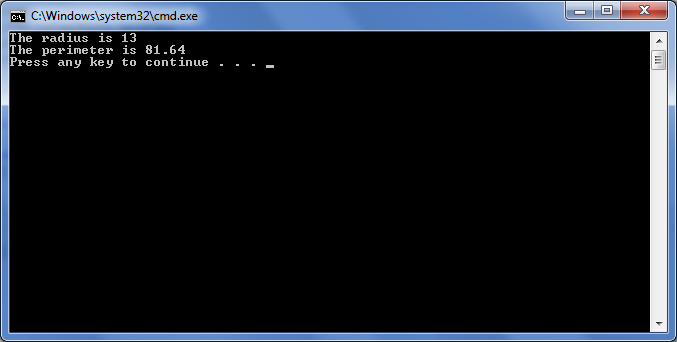 C:\Windows\system32\cmd.exe
The radius is 13
The perimeter is 81.64
Press any key to continue . . . _